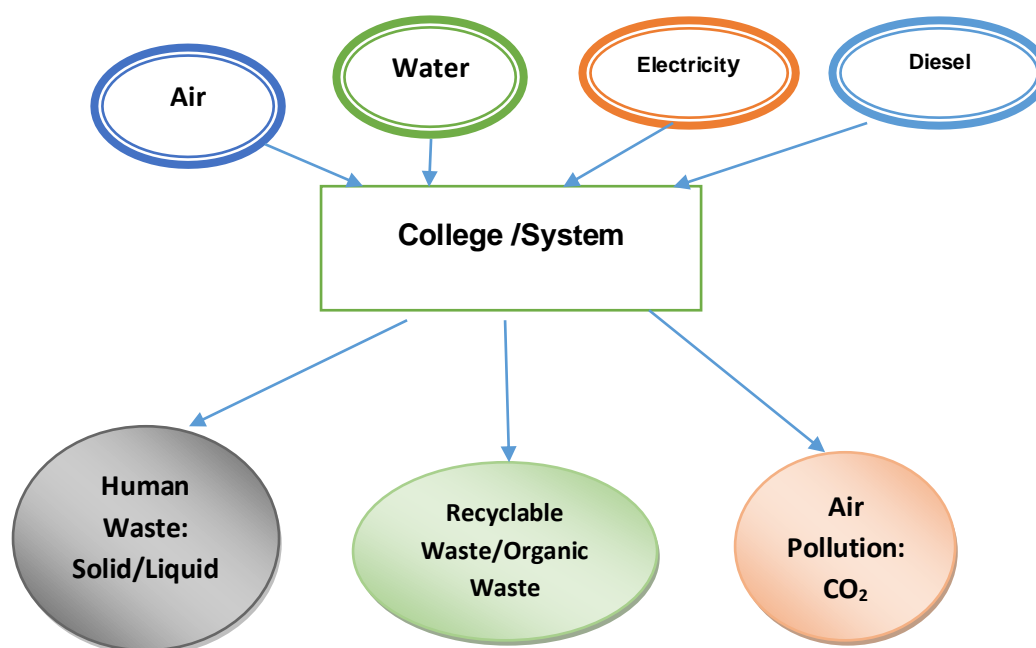 Air
Water
Electricity
Diesel
College /System
Human
Waste:
Solid/Liquid
Recyclable
Waste/Organic
Waste
Air
Pollution:
CO₂